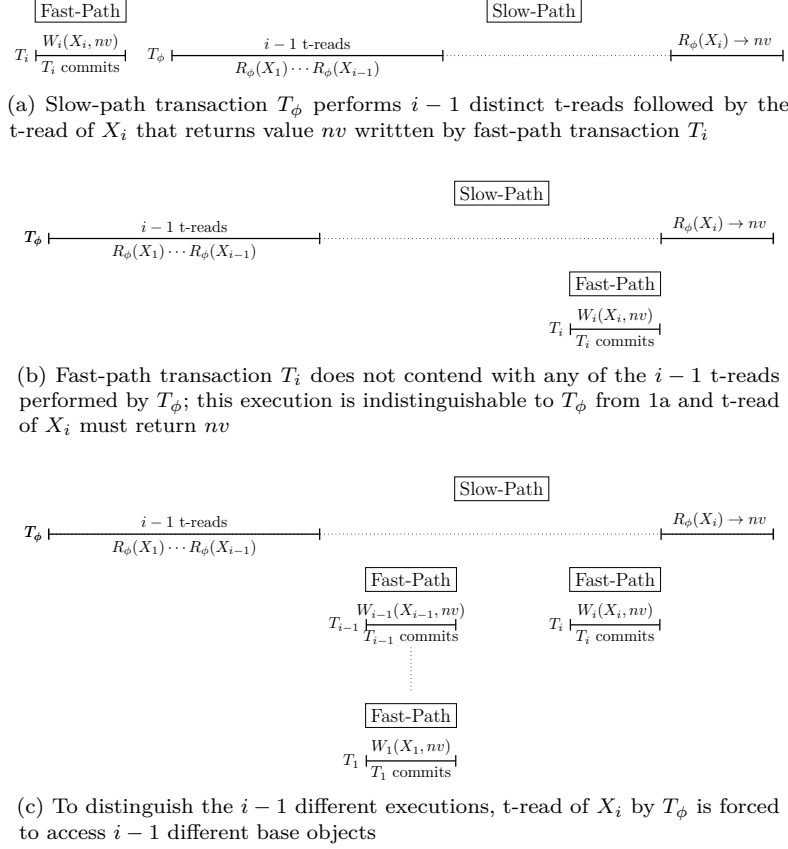 Fast-Path
Slow-Path
W_i(X_i, nv)
T_i
T_i commits
T_ϕ
i − 1 t-reads
R_ϕ(X_1) · · · R_ϕ(X_{i−1})
R_ϕ(X_i) → nv
(a) Slow-path transaction T_ϕ performs i − 1 distinct t-reads followed by the
t-read of X_i that returns value nv writtten by fast-path transaction T_i
Slow-Path
T_ϕ
i − 1 t-reads
R_ϕ(X_1) · · · R_ϕ(X_{i−1})
R_ϕ(X_i) → nv
Fast-Path
W_i(X_i, nv)
T_i
T_i commits
(b) Fast-path transaction T_i does not contend with any of the i − 1 t-reads
performed by T_ϕ; this execution is indistinguishable to T_ϕ from 1a and t-read
of X_i must return nv
Slow-Path
T_ϕ
i − 1 t-reads
R_ϕ(X_1) · · · R_ϕ(X_{i−1})
R_ϕ(X_i) → nv
Fast-Path
W_{i−1}(X_{i−1}, nv)
T_{i−1}
T_{i−1} commits
Fast-Path
W_i(X_i, nv)
T_i
T_i commits
Fast-Path
W_1(X_1, nv)
T_1
T_1 commits
(c) To distinguish the i − 1 different executions, t-read of X_i by T_ϕ is forced
to access i − 1 different base objects